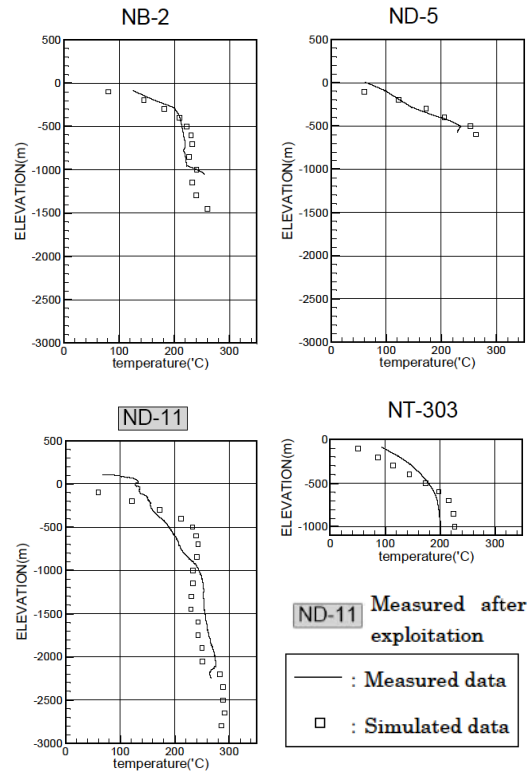 NB-2
500
0
-500
-1000
-1500
-2000
-2500
-3000
ELEVATION(m)
0 100 200 300
temperature(°C)
ND-5
500
0
-500
-1000
-1500
-2000
-2500
-3000
ELEVATION(m)
0 100 200 300
temperature(°C)
ND-11
500
0
-500
-1000
-1500
-2000
-2500
-3000
ELEVATION(m)
0 100 200 300
temperature(°C)
NT-303
0
-500
-1000
ELEVATION(m)
0 100 200 300
temperature(°C)
ND-11 Measured after
exploitation
: Measured data
: Simulated data